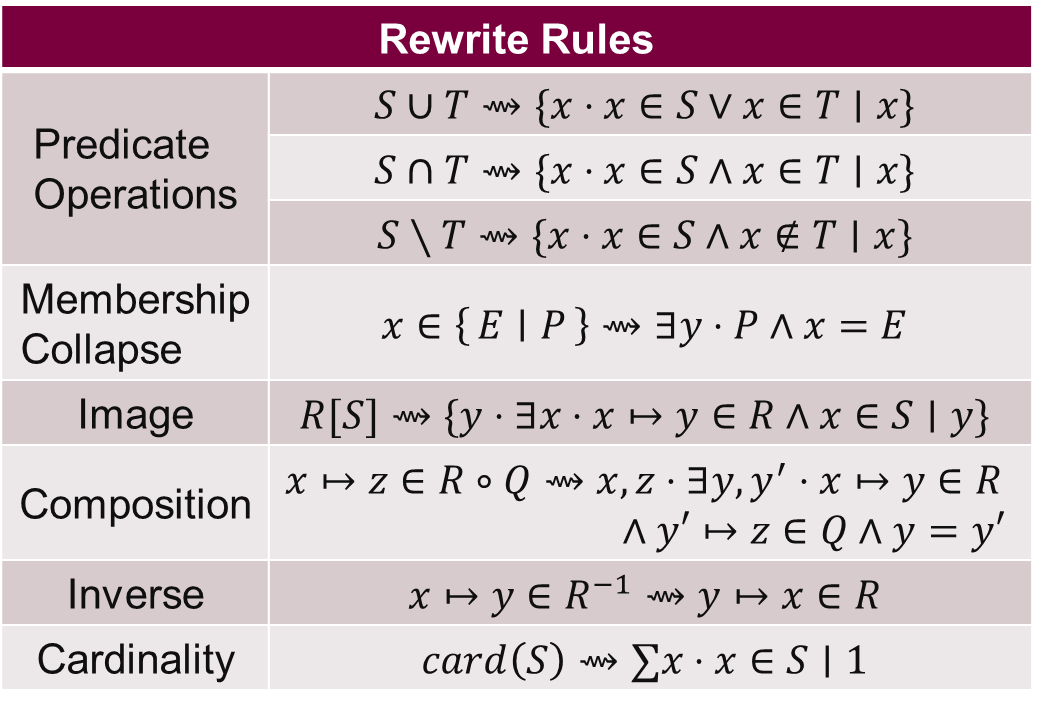 Rewrite Rules
Predicate
Operations
S ∪ T ⇝ {x · x ∈ S ∨ x ∈ T ∣ x}
S ∩ T ⇝ {x · x ∈ S ∧ x ∈ T ∣ x}
S ∖ T ⇝ {x · x ∈ S ∧ x ∉ T ∣ x}
Membership
Collapse
x ∈ { E ∣ P } ⇝ ∃y · P ∧ x = E
Image
R[S] ⇝ {y · ∃x · x ↦ y ∈ R ∧ x ∈ S ∣ y}
Composition
x ↦ z ∈ R ∘ Q ⇝ x, z · ∃y, y′ · x ↦ y ∈ R
∧ y′ ↦ z ∈ Q ∧ y = y′
Inverse
x ↦ y ∈ R⁻¹ ⇝ y ↦ x ∈ R
Cardinality
card(S) ⇝ ∑x · x ∈ S ∣ 1